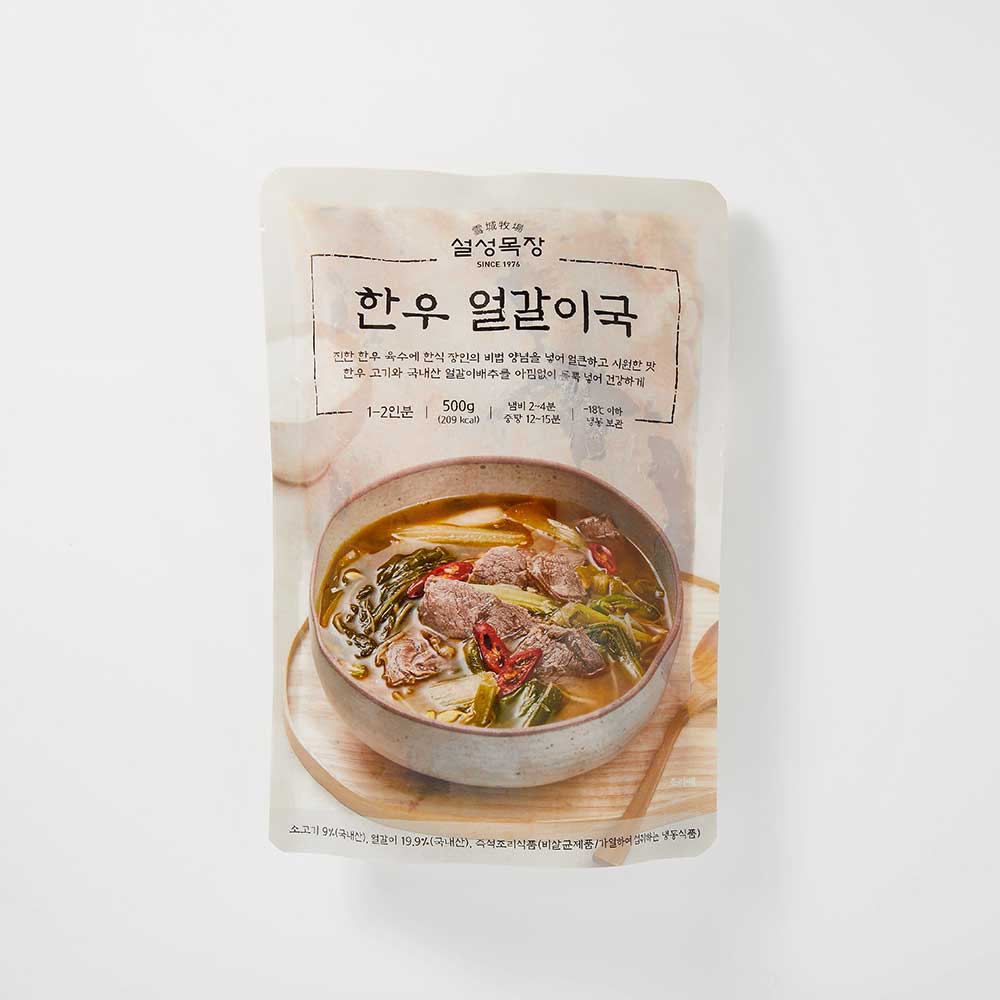 雪城牧場
설성목장
SINCE 1976
한우 얼갈이국
진한 한우 육수에 한식 장인의 비법 양념을 넣어 얼큰하고 시원한 맛
한우 고기와 국내산 얼갈이배추를 아낌없이 듬뿍 넣어 건강하게
1-2인분 | 500g (209 kcal) | 냄비 2~4분 중탕 12~15분 | -18℃ 이하 냉동 보관
조리예
소고기 9%(국내산), 얼갈이 19.9%(국내산), 즉석조리식품(비살균제품/가열하여 섭취하는 냉동식품)